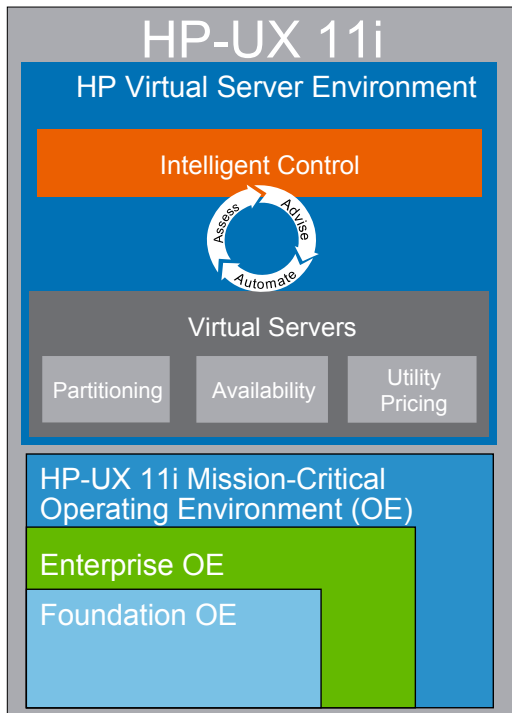 HP-UX 11i
HP Virtual Server Environment
Intelligent Control
Assess
Advise
Automate
Virtual Servers
Partitioning
Availability
Utility
Pricing
HP-UX 11i Mission-Critical
Operating Environment (OE)
Enterprise OE
Foundation OE